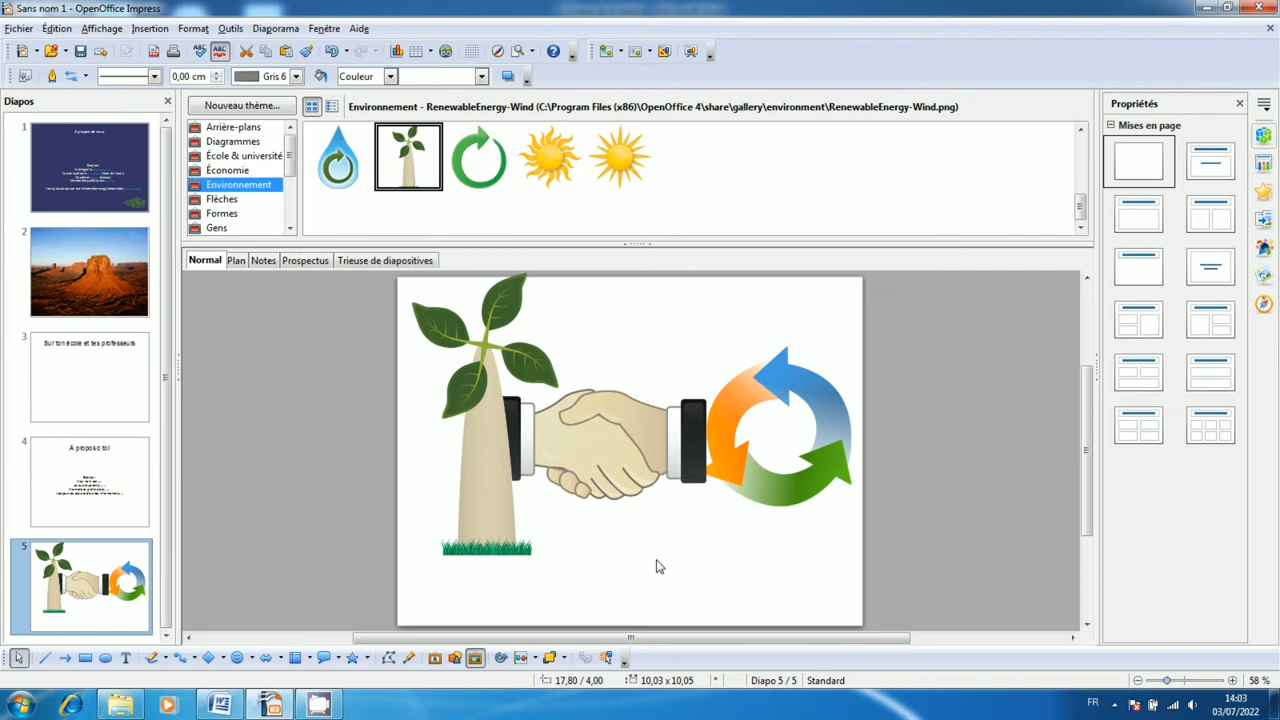 Sans nom 1 - OpenOffice Impress
Fichier Édition Affichage Insertion Format Outils Diaporama Fenêtre Aide
0,00 cm Gris 6 Couleur
Diapos
Nouveau thème...
Environnement - RenewableEnergy-Wind (C:\Program Files (x86)\OpenOffice 4\share\gallery\environment\RenewableEnergy-Wind.png)
Propriétés
Mises en page
Arrière-plans
Diagrammes
École & université
Économie
Environnement
Flèches
Formes
Gens
Normal Plan Notes Prospectus Trieuse de diapositives
1
2
3
Sur ton école et tes professeurs
4
5
17,80 / 4,00 10,03 x 10,05 * Diapo 5 / 5 Standard 58 %
FR 14:03
03/07/2022